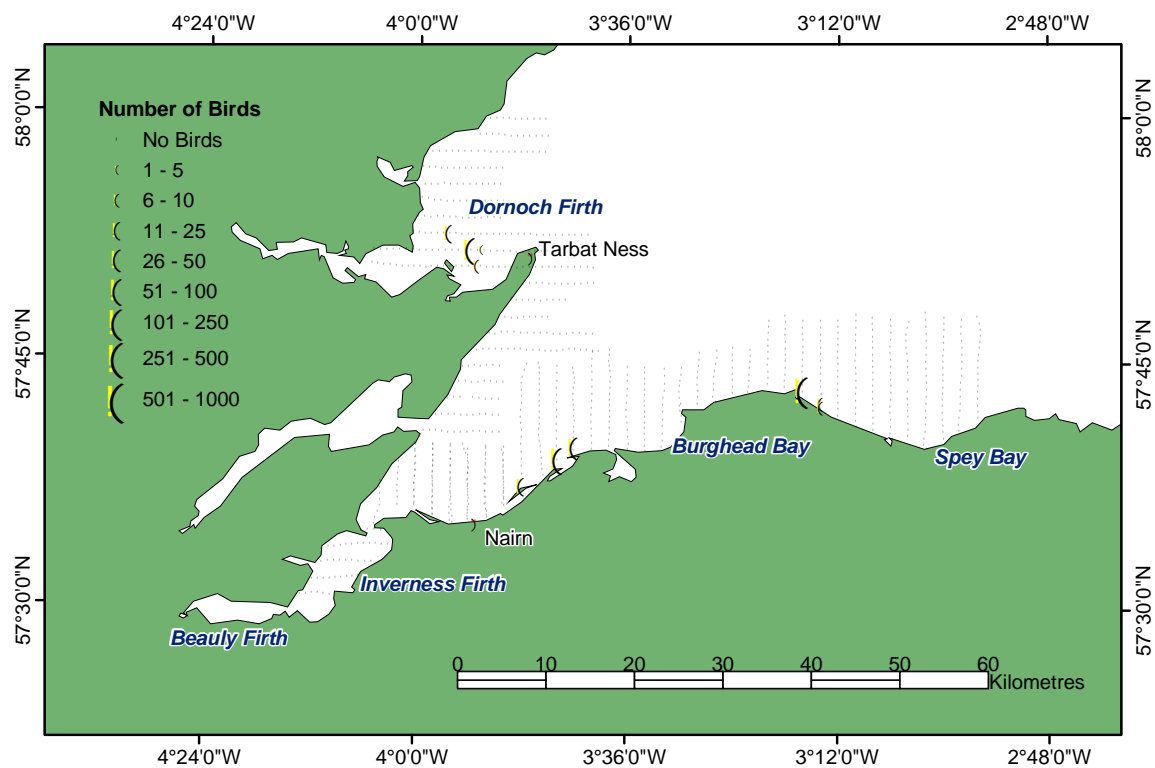 4°24'0"W 4°0'0"W 3°36'0"W 3°12'0"W 2°48'0"W
58°0'0"N
58°0'0"N
Number of Birds
No Birds
1 - 5
6 - 10
11 - 25
26 - 50
51 - 100
101 - 250
251 - 500
501 - 1000
Dornoch Firth
Tarbat Ness
57°45'0"N
57°45'0"N
Burghead Bay
Spey Bay
Nairn
Inverness Firth
57°30'0"N
57°30'0"N
Beauly Firth
0 10 20 30 40 50 60
Kilometres
4°24'0"W 4°0'0"W 3°36'0"W 3°12'0"W 2°48'0"W